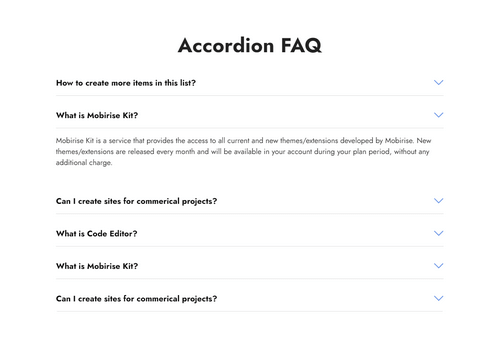 Accordion FAQ
How to create more items in this list?
What is Mobirise Kit?
Mobirise Kit is a service that provides the access to all current and new themes/extensions developed by Mobirise. New
themes/extensions are released every month and will be available in your account during your plan period, without any
additional charge.
Can I create sites for commerical projects?
What is Code Editor?
What is Mobirise Kit?
Can I create sites for commerical projects?